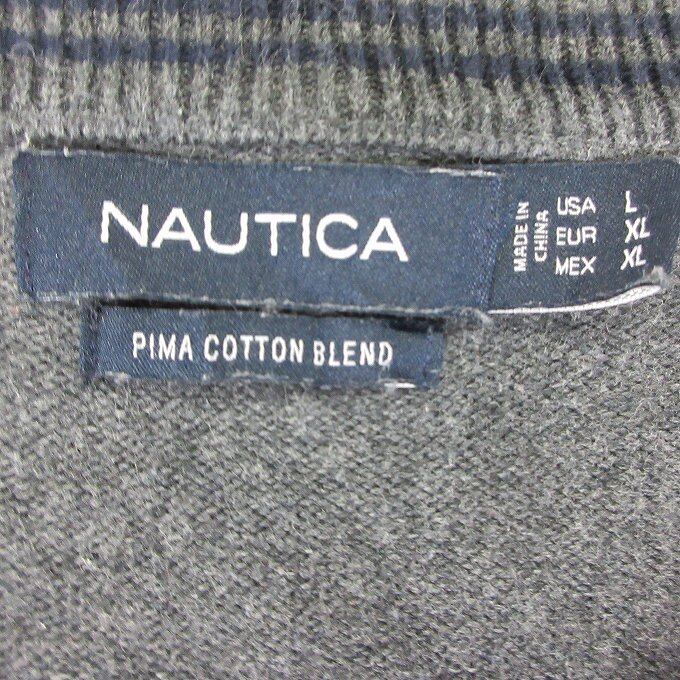 NAUTICA
MADE IN
CHINA
USA L
EUR XL
MEX XL
PIMA COTTON BLEND